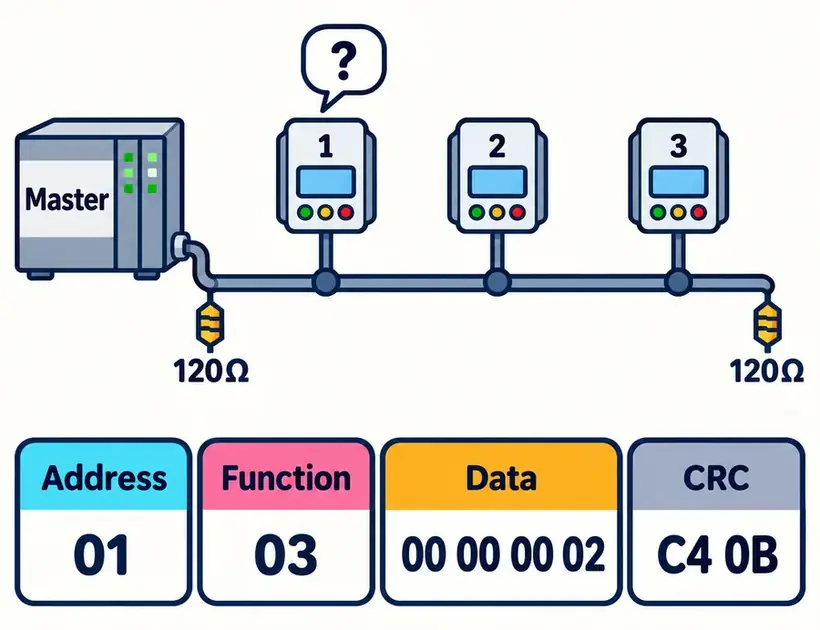 ?
Master
1
2
3
120Ω
120Ω
Address
Function
Data
CRC
01
03
00 00 00 02
C4 0B